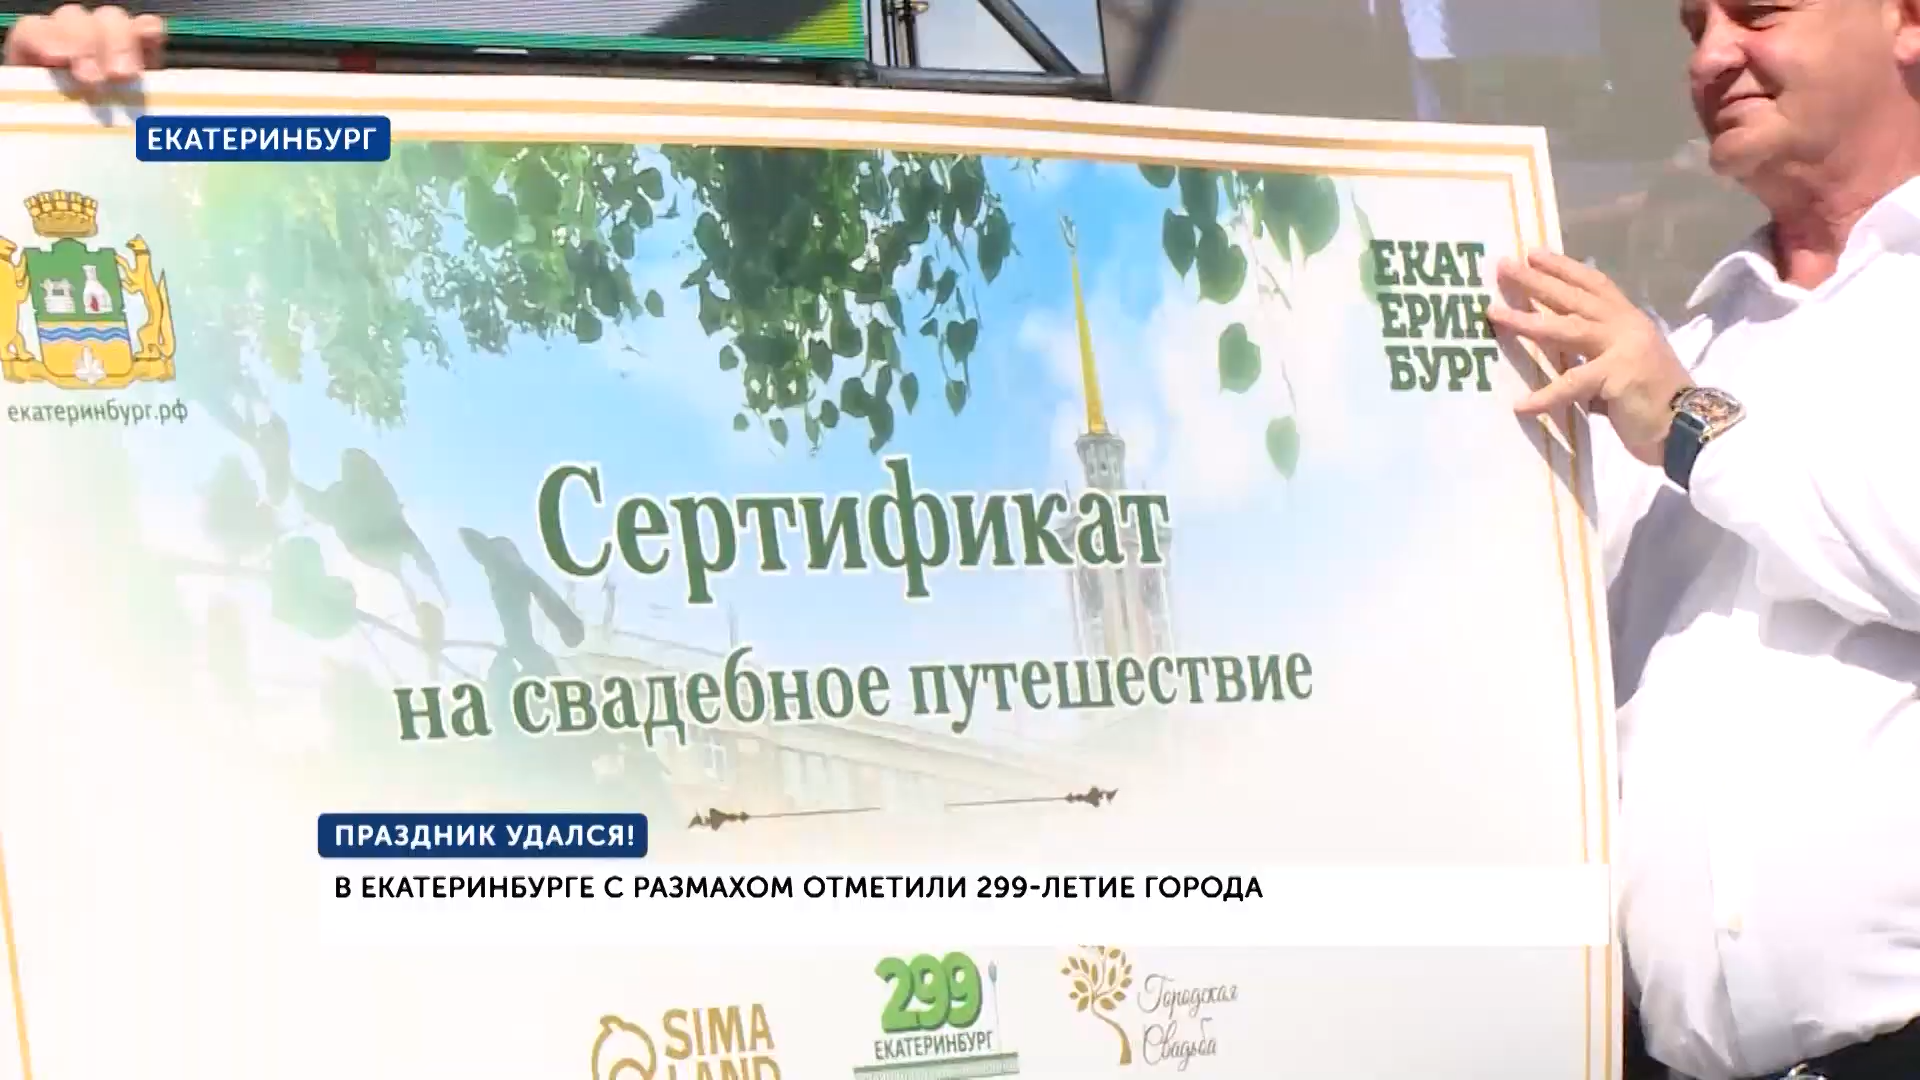 ЕКАТЕРИНБУРГ
екатеринбург.рф
ЕКАТ
ЕРИН
БУРГ
Сертификат
на свадебное путешествие
ПРАЗДНИК УДАЛСЯ!
В ЕКАТЕРИНБУРГЕ С РАЗМАХОМ ОТМЕТИЛИ 299-ЛЕТИЕ ГОРОДА
SIMA
LAND
299
ЕКАТЕРИНБУРГ
Городская
Свадьба